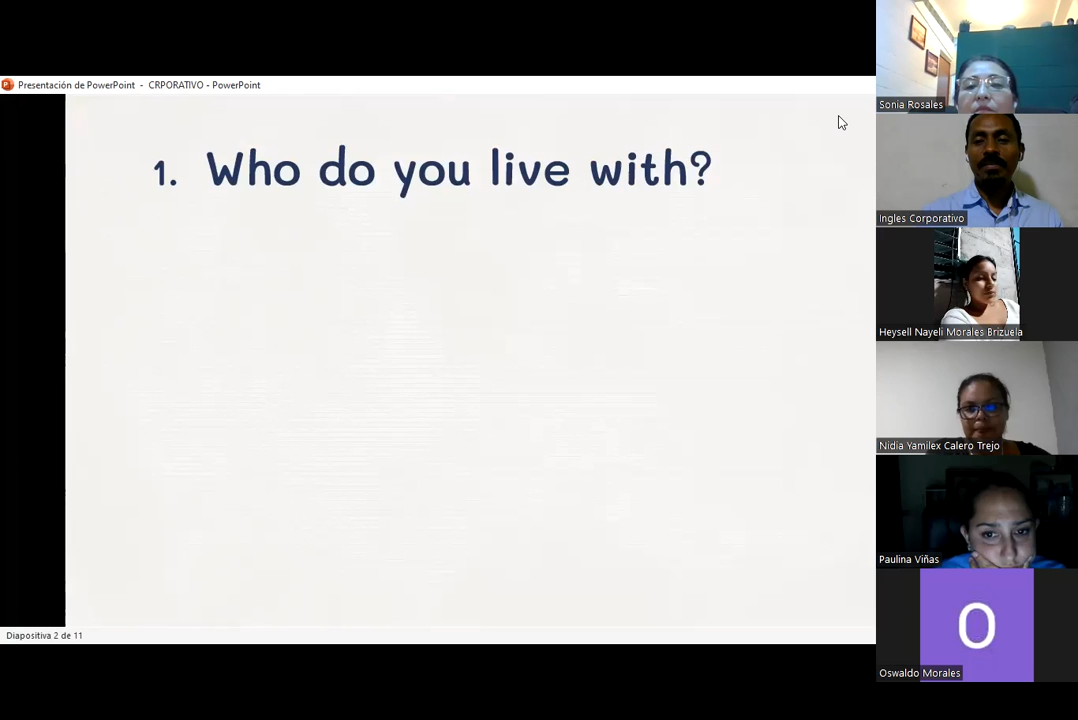 Presentación de PowerPoint - CRPORATIVO - PowerPoint
1. Who do you live with?
Diapositiva 2 de 11
Sonia Rosales
Ingles Corporativo
Heysell Nayeli Morales Brizuela
Nidia Yamilex Calero Trejo
Paulina Viñas
O
Oswaldo Morales